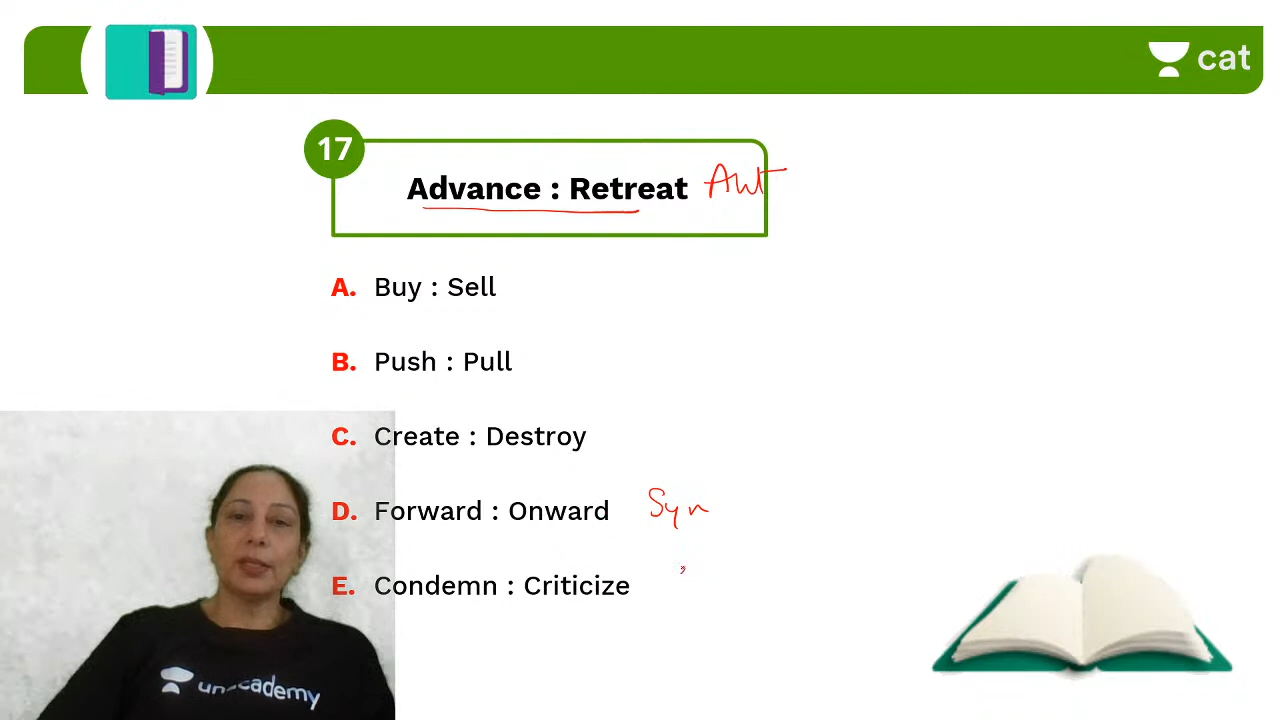 cat
17
Advance : Retreat Ant
A. Buy : Sell
B. Push : Pull
C. Create : Destroy
D. Forward : Onward Syn
E. Condemn : Criticize
unacademy